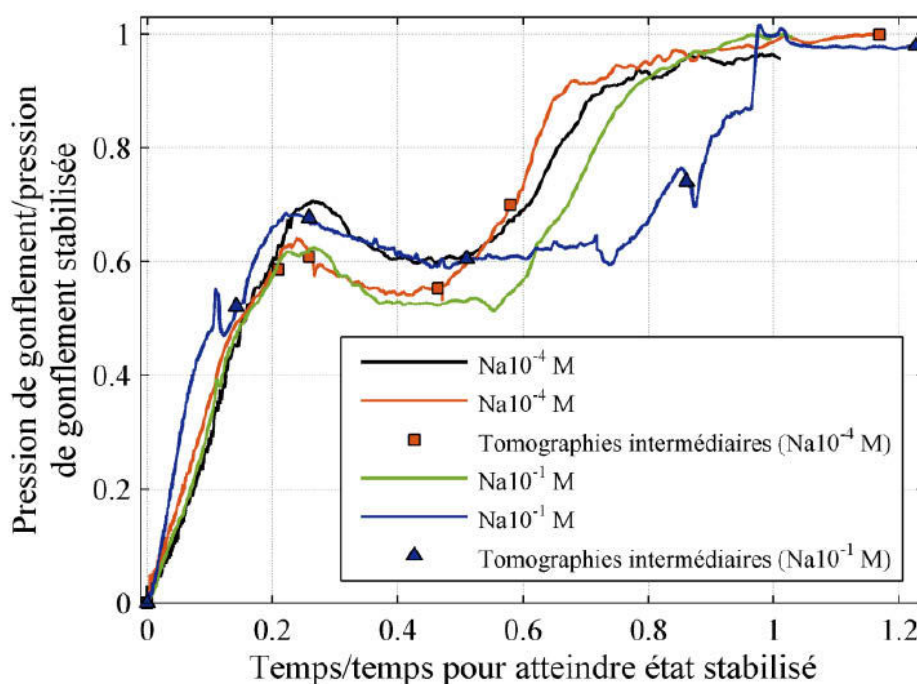 Pression de gonflement/pression
de gonflement stabilisée
1
0.8
0.6
0.4
0.2
0
Na10⁻⁴ M
Na10⁻⁴ M
Tomographies intermédiaires (Na10⁻⁴ M)
Na10⁻¹ M
Na10⁻¹ M
Tomographies intermédiaires (Na10⁻¹ M)
0 0.2 0.4 0.6 0.8 1 1.2
Temps/temps pour atteindre état stabilisé